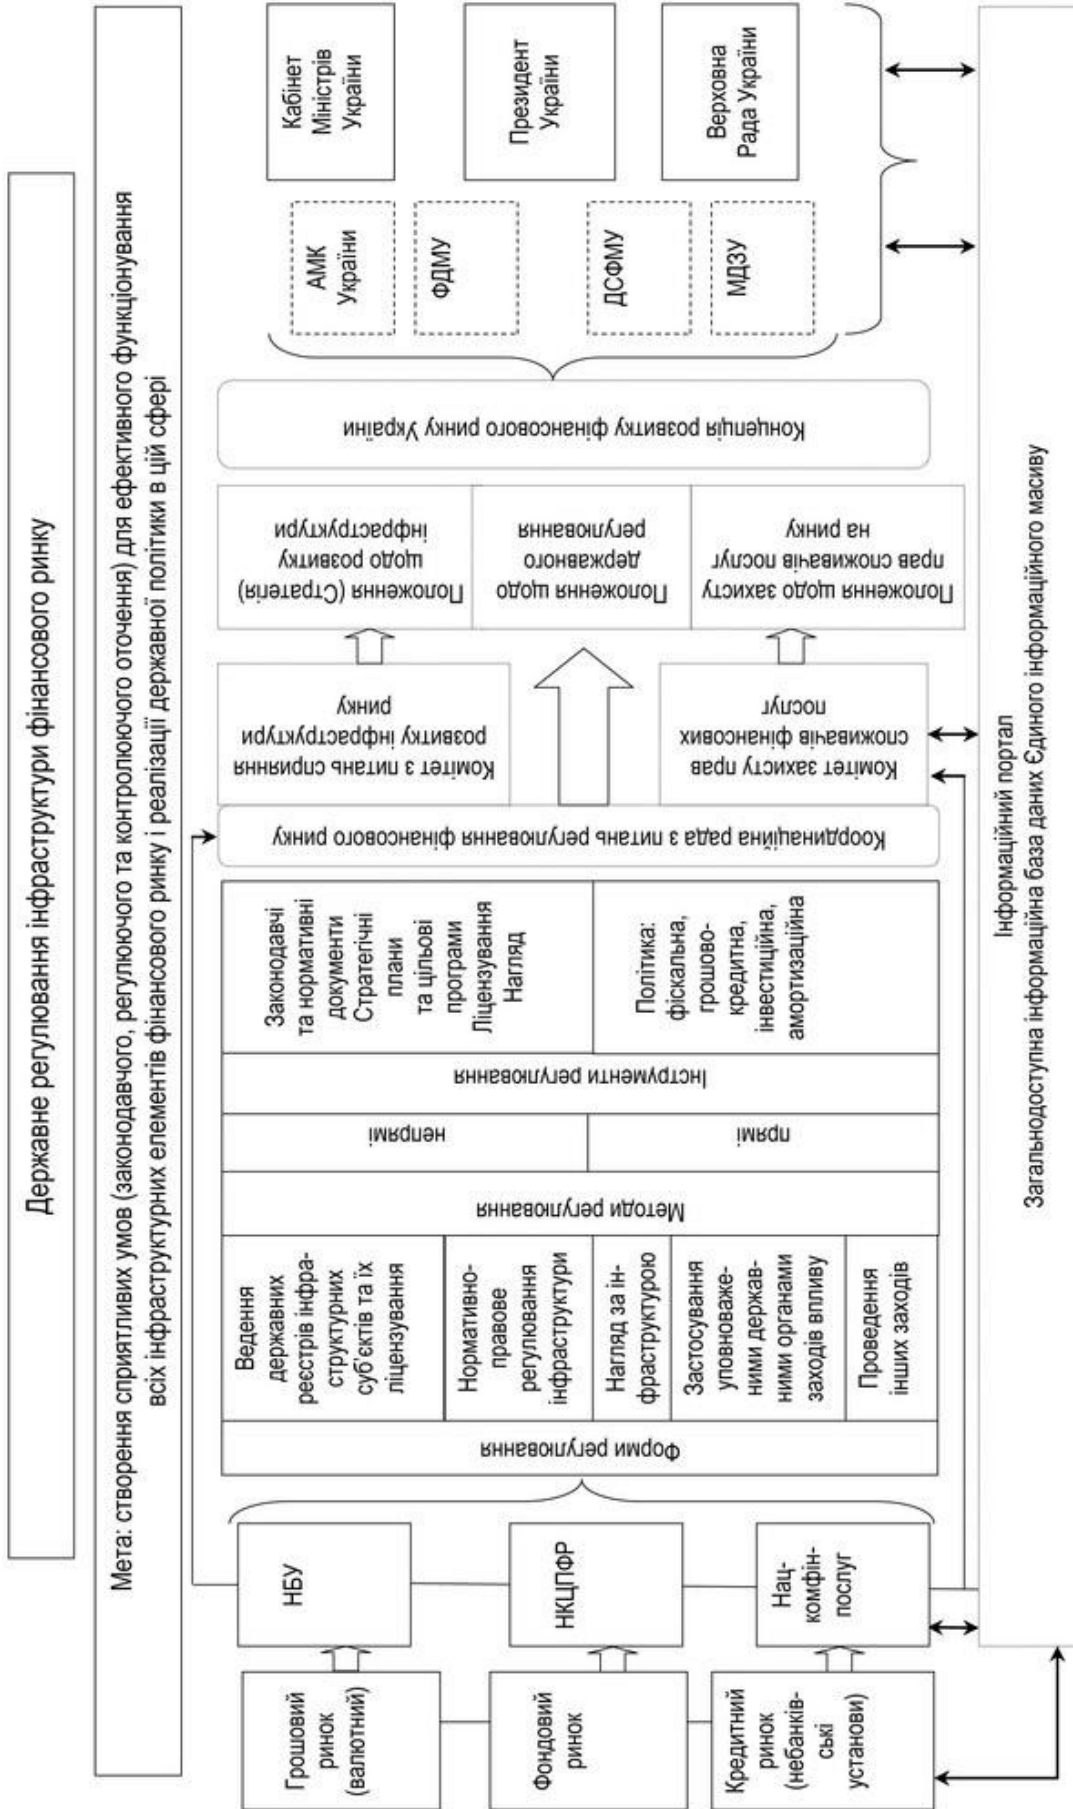 Державне регулювання інфраструктури фінансового ринку
Мета: створення сприятливих умов (законодавчого, регулюючого та контролюючого оточення) для ефективного функціонування
всіх інфраструктурних елементів фінансового ринку і реалізації державної політики в цій сфері
Грошовий
ринок
(валютний)
Фондовий
ринок
Кредитний
ринок
(небанків-
ські
установи)
НБУ
НКЦПФР
Нац-
комфін-
послуг
Форми регулювання
Ведення
державних
реєстрів інфра-
структурних
суб'єктів та їх
ліцензування
Нормативно-
правове
регулювання
інфраструктури
Нагляд за ін-
фраструктурою
Застосування
уповноваже-
ними держав-
ними органами
заходів впливу
Проведення
інших заходів
Методи регулювання
непрямі
прямі
Інструменти регулювання
Законодавчі
та нормативні
документи
Стратегічні
плани
та цільові
програми
Ліцензування
Нагляд
Політика:
фіскальна,
грошово-
кредитна,
інвестиційна,
амортизаційна
Координаційна рада з питань регулювання фінансового ринку
Комітет з питань сприяння
розвитку інфраструктури
ринку
Комітет захисту прав
споживачів фінансових
послуг
Положення (Стратегія)
щодо розвитку
інфраструктури
Положення щодо
державного
регулювання
Положення щодо захисту
прав споживачів послуг
на ринку
Концепція розвитку фінансового ринку України
АМК
України
ФДМУ
ДСФМУ
МДЗУ
Кабінет
Міністрів
України
Президент
України
Верховна
Рада України
Інформаційний портал
Загальнодоступна інформаційна база даних Єдиного інформаційного масиву